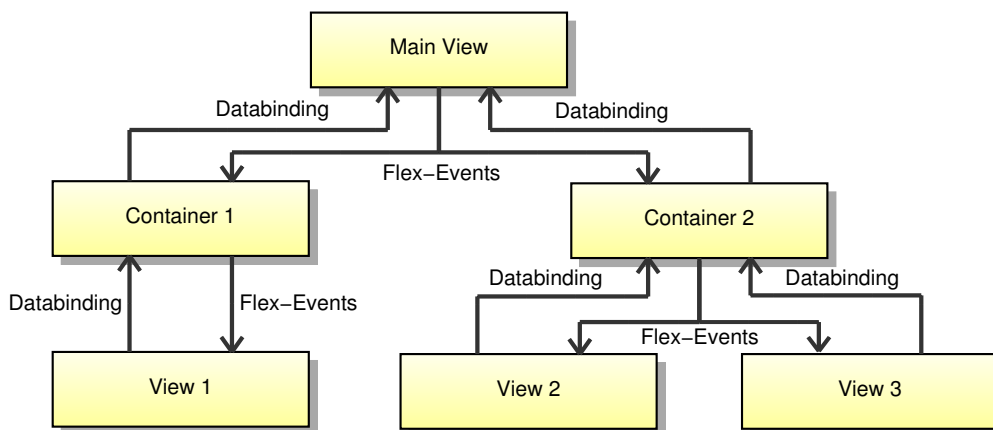 Main View
Databinding
Databinding
Flex−Events
Container 1
Container 2
Databinding
Databinding
Databinding
Flex−Events
Flex−Events
View 1
View 2
View 3